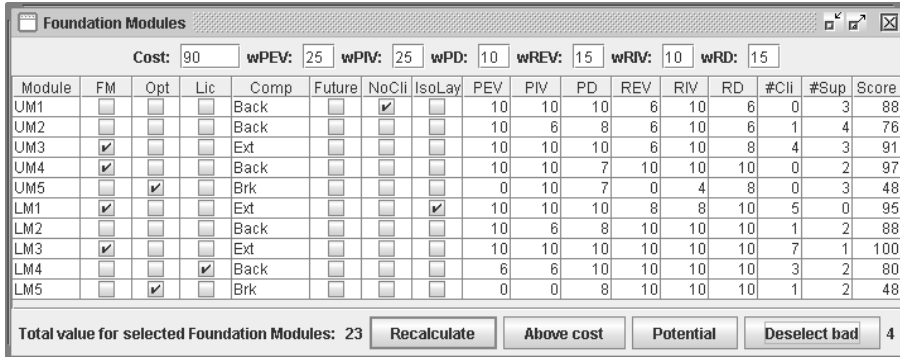 Foundation Modules
Cost: 90 wPEV: 25 wPIV: 25 wPD: 10 wREV: 15 wRIV: 10 wRD: 15
Module FM Opt Lic Comp Future NoCli IsoLay PEV PIV PD REV RIV RD #Cli #Sup Score
UM1 Back 10 10 10 6 10 6 0 3 88
UM2 Back 10 6 8 6 10 6 1 4 76
UM3 Ext 10 10 10 6 10 8 4 3 91
UM4 Back 10 10 7 10 10 10 0 2 97
UM5 Brk 0 10 7 0 4 8 0 3 48
LM1 Ext 10 10 10 8 8 10 5 0 95
LM2 Back 10 6 8 10 10 10 1 2 88
LM3 Ext 10 10 10 10 10 10 7 1 100
LM4 Back 6 6 10 10 10 10 3 2 80
LM5 Brk 0 0 8 10 10 10 1 2 48
Total value for selected Foundation Modules: 23 Recalculate Above cost Potential Deselect bad 4